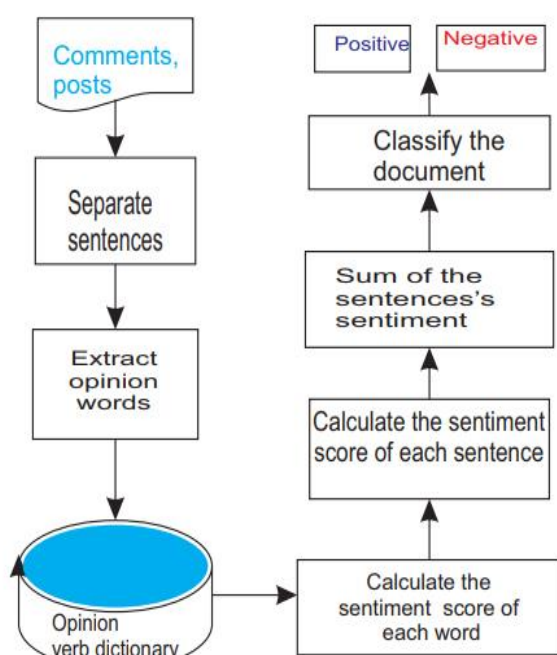 Comments,
posts
Separate
sentences
Extract
opinion
words
Opinion
verb dictionary
Calculate the
sentiment score of
each word
Calculate the sentiment
score of each sentence
Sum of the
sentences's
sentiment
Classify the
document
Positive
Negative